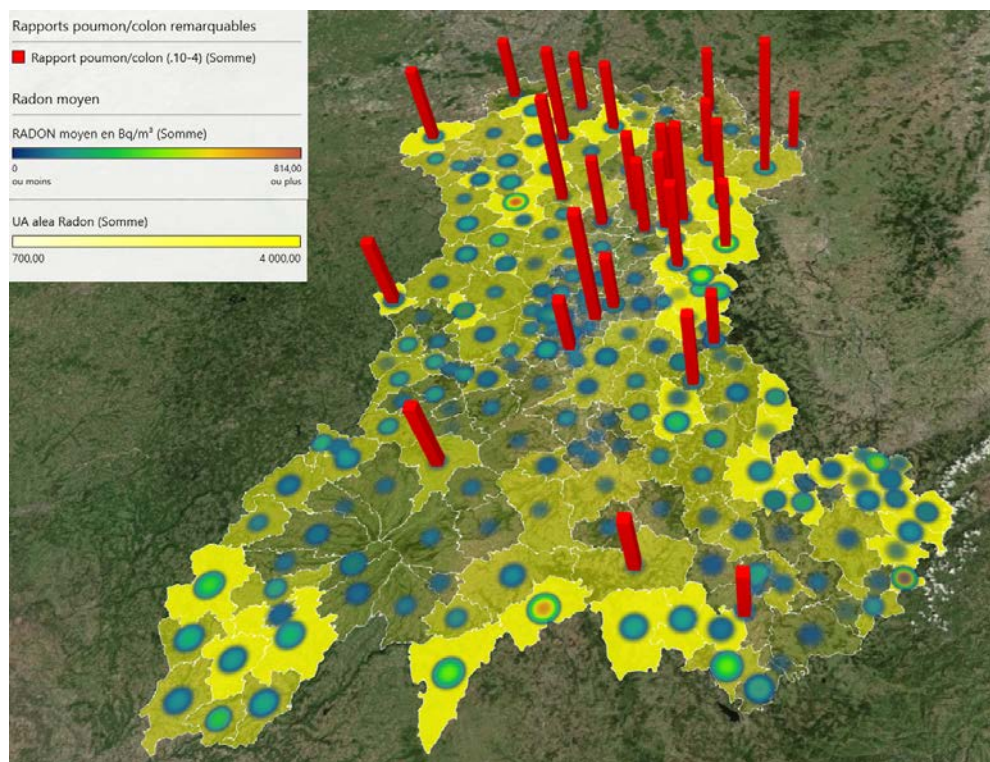 Rapports poumon/colon remarquables
Rapport poumon/colon (.10-4) (Somme)
Radon moyen
RADON moyen en Bq/m³ (Somme)
0 814,00
ou moins ou plus
UA alea Radon (Somme)
700,00 4 000,00